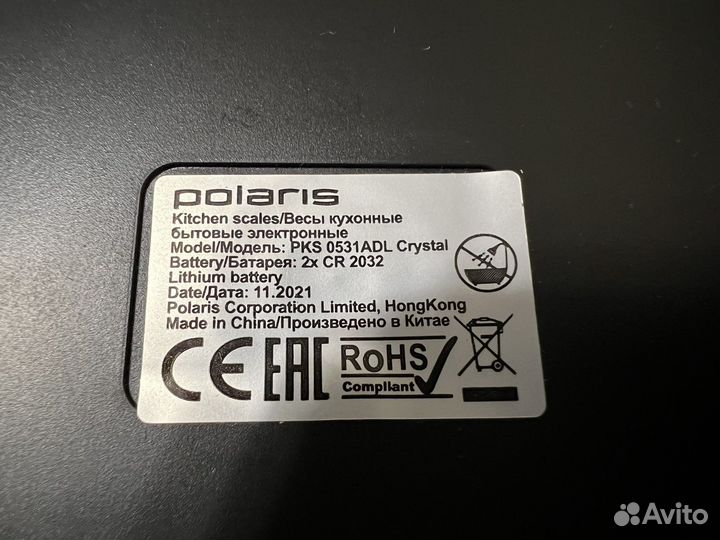 polaris
Kitchen scales/Весы кухонные
бытовые электронные
Model/Модель: PKS 0531ADL Crystal
Battery/Батарея: 2x CR 2032
Lithium battery
Date/Дата: 11.2021
Polaris Corporation Limited, HongKong
Made in China/Произведено в Китае
CE EAC RoHS
Compliant
Avito